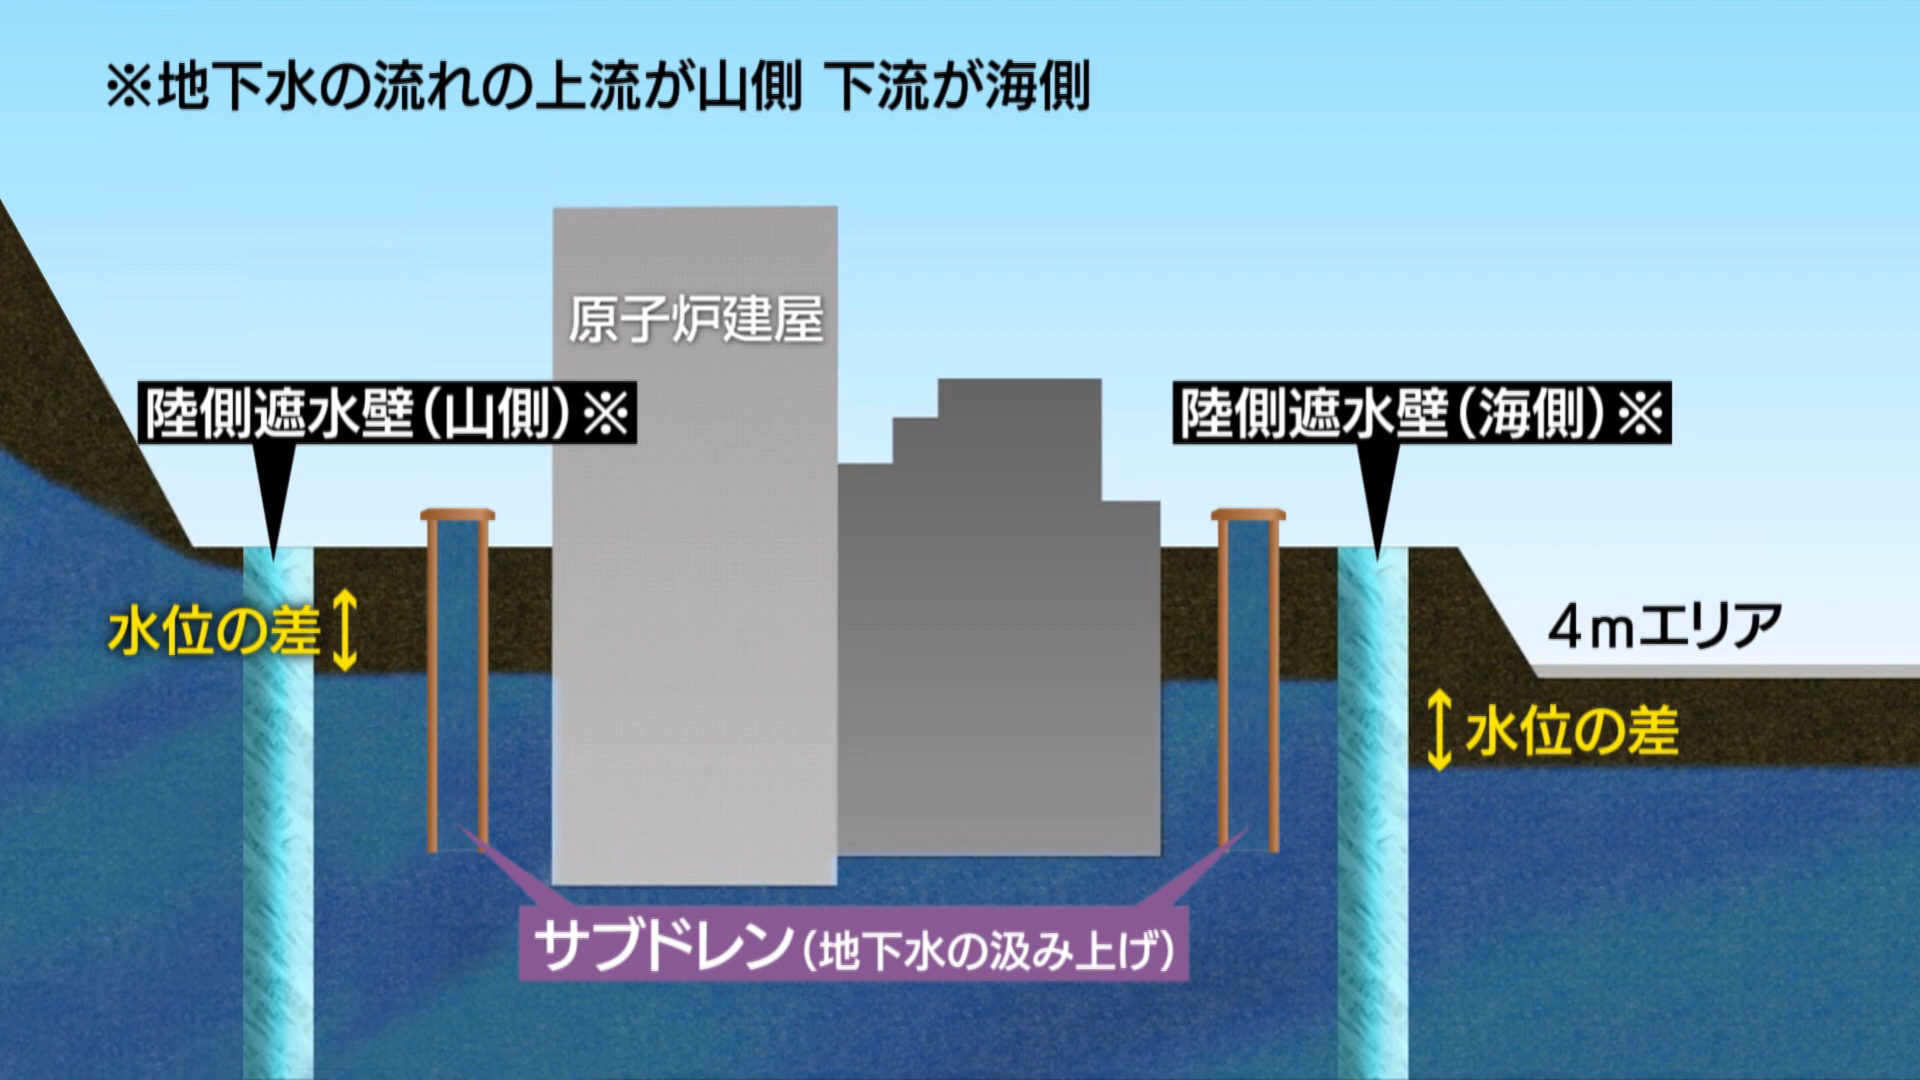 ※地下水の流れの上流が山側 下流が海側
原子炉建屋
陸側遮水壁(山側)※
陸側遮水壁(海側)※
水位の差
4mエリア
水位の差
サブドレン(地下水の汲み上げ)